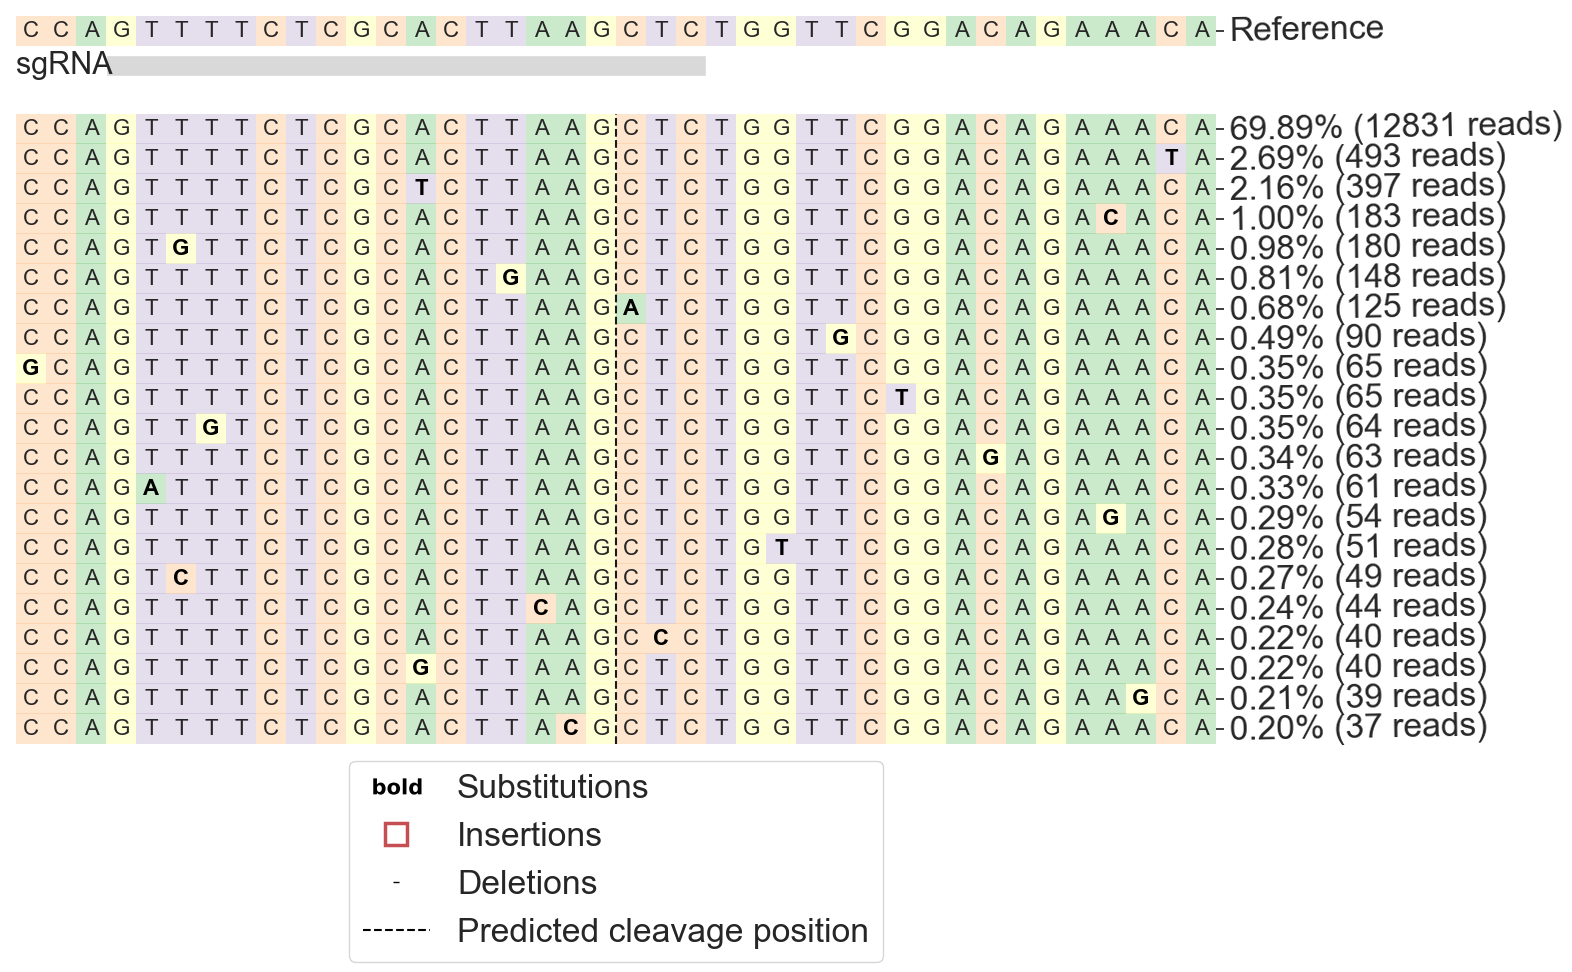 C C A G T T T T C T C G C A C T T A A G C T C T G G T T C G G A C A G A A A C A Reference
sgRNA
C C A G T T T T C T C G C A C T T A A G C T C T G G T T C G G A C A G A A A C A 69.89% (12831 reads)
C C A G T T T T C T C G C A C T T A A G C T C T G G T T C G G A C A G A A A T A 2.69% (493 reads)
C C A G T T T T C T C G C T C T T A A G C T C T G G T T C G G A C A G A A A C A 2.16% (397 reads)
C C A G T T T T C T C G C A C T T A A G C T C T G G T T C G G A C A G A C A C A 1.00% (183 reads)
C C A G T G T T C T C G C A C T T A A G C T C T G G T T C G G A C A G A A A C A 0.98% (180 reads)
C C A G T T T T C T C G C A C T G A A G C T C T G G T T C G G A C A G A A A C A 0.81% (148 reads)
C C A G T T T T C T C G C A C T T A A G A T C T G G T T C G G A C A G A A A C A 0.68% (125 reads)
C C A G T T T T C T C G C A C T T A A G C T C T G G T G C G G A C A G A A A C A 0.49% (90 reads)
G C A G T T T T C T C G C A C T T A A G C T C T G G T T C G G A C A G A A A C A 0.35% (65 reads)
C C A G T T T T C T C G C A C T T A A G C T C T G G T T C T G A C A G A A A C A 0.35% (65 reads)
C C A G T T G T C T C G C A C T T A A G C T C T G G T T C G G A C A G A A A C A 0.35% (64 reads)
C C A G T T T T C T C G C A C T T A A G C T C T G G T T C G G A G A G A A A C A 0.34% (63 reads)
C C A G A T T T C T C G C A C T T A A G C T C T G G T T C G G A C A G A A A C A 0.33% (61 reads)
C C A G T T T T C T C G C A C T T A A G C T C T G G T T C G G A C A G A G A C A 0.29% (54 reads)
C C A G T T T T C T C G C A C T T A A G C T C T G T T T C G G A C A G A A A C A 0.28% (51 reads)
C C A G T C T T C T C G C A C T T A A G C T C T G G T T C G G A C A G A A A C A 0.27% (49 reads)
C C A G T T T T C T C G C A C T T C A G C T C T G G T T C G G A C A G A A A C A 0.24% (44 reads)
C C A G T T T T C T C G C A C T T A A G C C C T G G T T C G G A C A G A A A C A 0.22% (40 reads)
C C A G T T T T C T C G C G C T T A A G C T C T G G T T C G G A C A G A A A C A 0.22% (40 reads)
C C A G T T T T C T C G C A C T T A A G C T C T G G T T C G G A C A G A A G C A 0.21% (39 reads)
C C A G T T T T C T C G C A C T T A C G C T C T G G T T C G G A C A G A A A C A 0.20% (37 reads)
bold Substitutions
Insertions
- Deletions
Predicted cleavage position